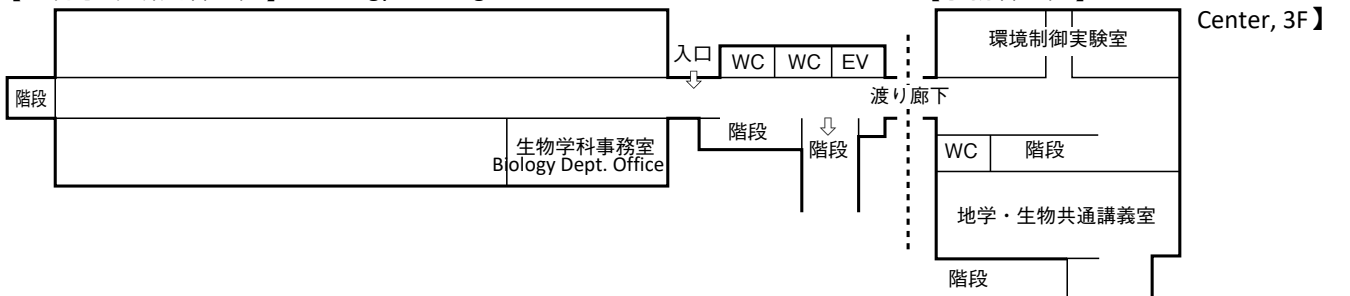 Center, 3F】
環境制御実験室
入口
WC
WC
EV
階段
渡り廊下
階段
階段
生物学科事務室
Biology Dept. Office
WC
階段
地学・生物共通講義室
階段